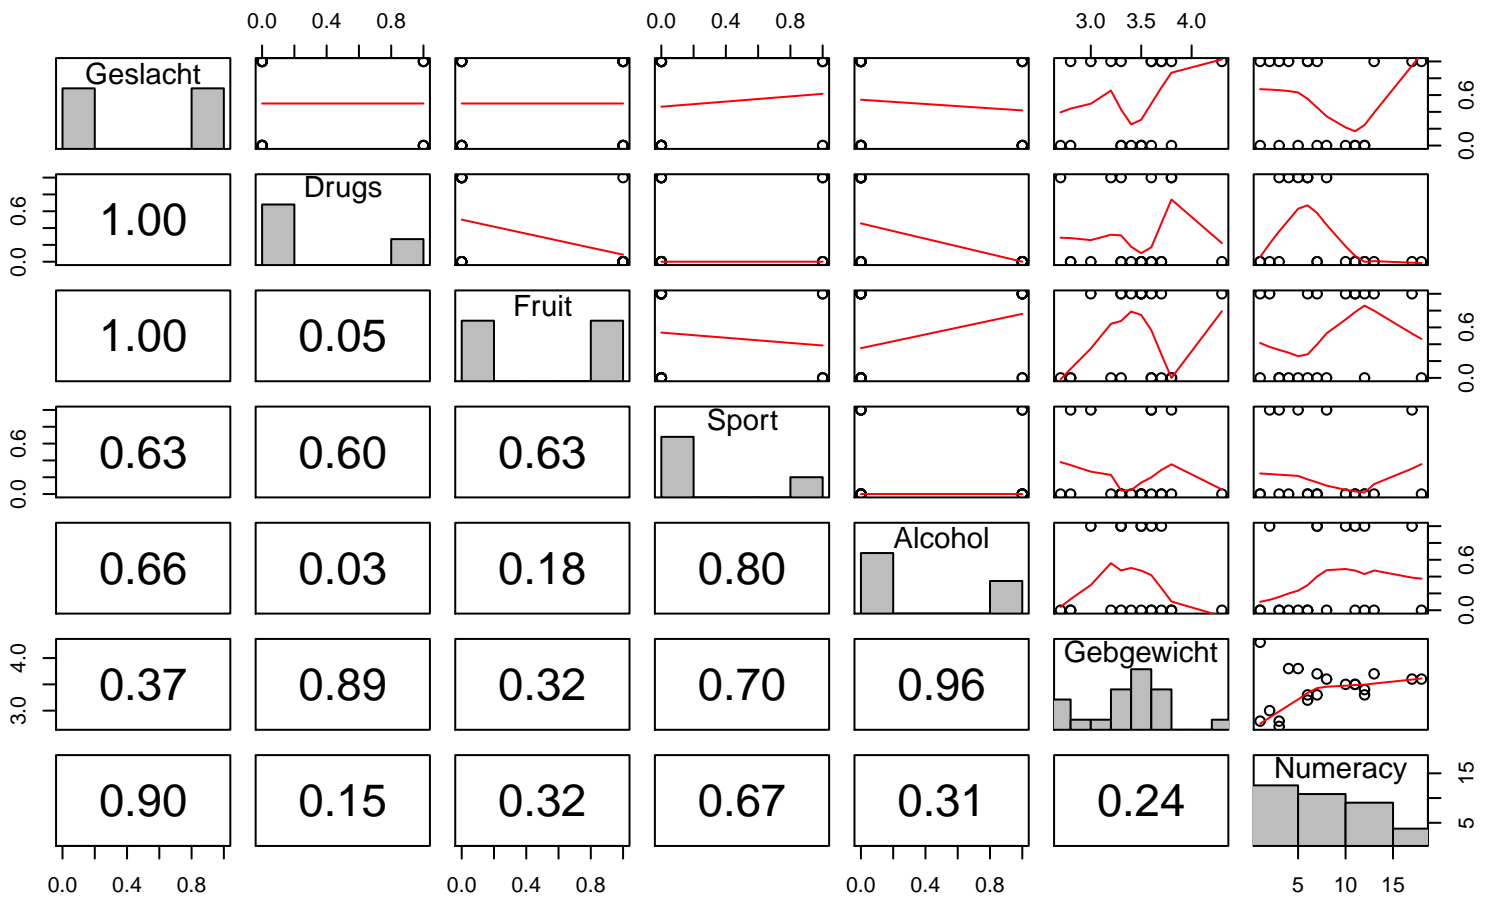 0.0 0.4 0.8 0.0 0.4 0.8 3.0 3.5 4.0
Geslacht 0.0 0.6
0.0 0.6 1.00 Drugs
1.00 0.05 Fruit 0.0 0.6
0.0 0.6 0.63 0.60 0.63 Sport
0.66 0.03 0.18 0.80 Alcohol 0.0 0.6
3.0 4.0 0.37 0.89 0.32 0.70 0.96 Gebgewicht
0.90 0.15 0.32 0.67 0.31 0.24 Numeracy 5 15
0.0 0.4 0.8 0.0 0.4 0.8 0.0 0.4 0.8 5 10 15